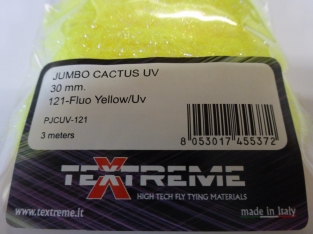 JUMBO CACTUS UV
30 mm.
121-Fluo Yellow/Uv
PJCUV-121
3 meters
8 053017 455372
TEXTREME
HIGH TECH FLY TYING MATERIALS
www.textreme.it
Made in Italy